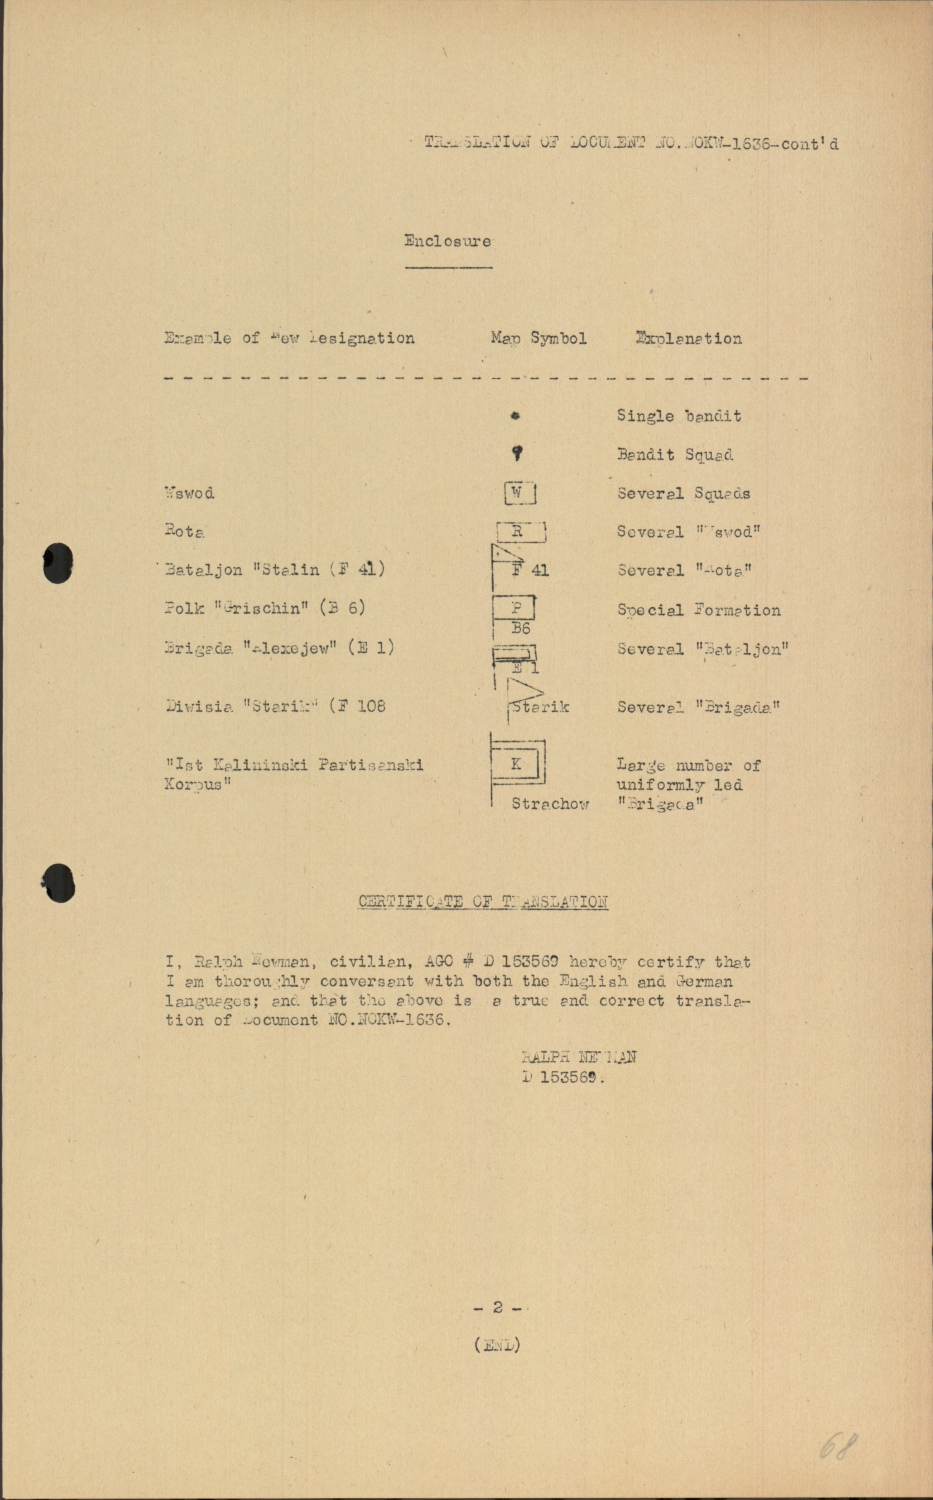 TRANSLATION OF DOCUMENT NO.NOKW-1636-cont'd
Enclosure
Example of New Designation Map Symbol Explanation
Single bandit
Bandit Squad
Wswod W Several Squads
Rota R Several "Wswod"
Bataljon "Stalin (F 41) F 41 Several "Rota"
Polk "Grischin" (B 6) P Special Formation
B6
Brigada "Alexejew" (E 1) E 1 Several "Bataljon"
Diwisia "Starik" (F 108 Starik Several "Brigada"
"Ist Kalininski Partisanski K Large number of
Korpus" uniformly led
Strachow "Brigada"
CERTIFICATE OF TRANSLATION
I, Ralph Newman, civilian, AGO # D 153569 hereby certify that
I am thoroughly conversant with both the English and German
languages; and that the above is a true and correct transla-
tion of Document NO.NOKW-1636.
RALPH NEWMAN
D 153569.
- 2 -
(END)
68